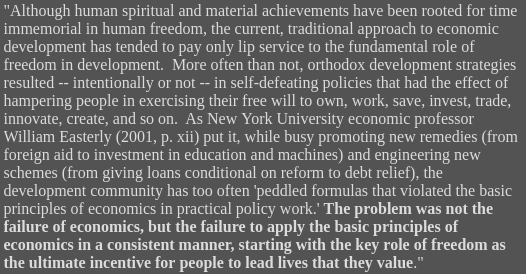 "Although human spiritual and material achievements have been rooted for time
immemorial in human freedom, the current, traditional approach to economic
development has tended to pay only lip service to the fundamental role of
freedom in development.  More often than not, orthodox development strategies
resulted -- intentionally or not -- in self-defeating policies that had the effect of
hampering people in exercising their free will to own, work, save, invest, trade,
innovate, create, and so on.  As New York University economic professor
William Easterly (2001, p. xii) put it, while busy promoting new remedies (from
foreign aid to investment in education and machines) and engineering new
schemes (from giving loans conditional on reform to debt relief), the
development community has too often 'peddled formulas that violated the basic
principles of economics in practical policy work.' The problem was not the
failure of economics, but the failure to apply the basic principles of
economics in a consistent manner, starting with the key role of freedom as
the ultimate incentive for people to lead lives that they value."